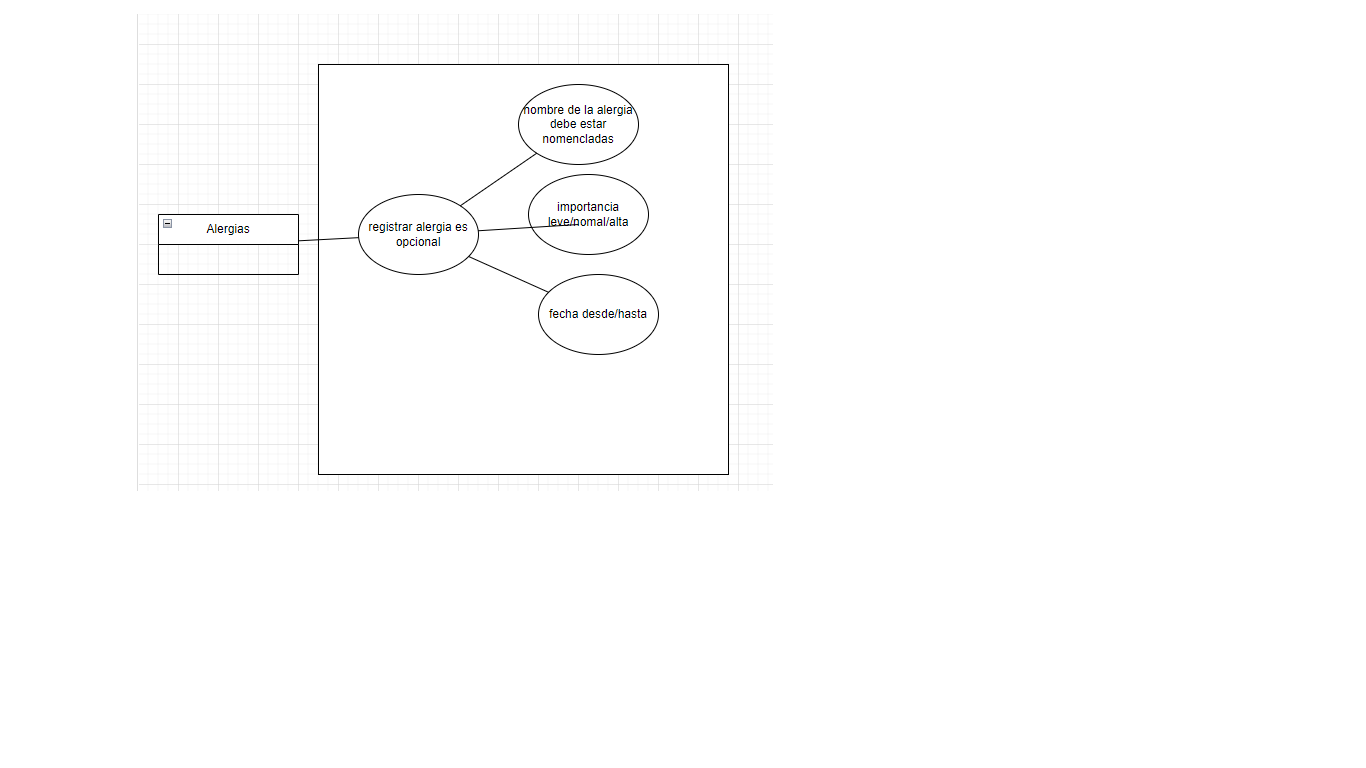 nombre de la alergia
debe estar
nomencladas
importancia
leve/nomal/alta
Alergias
registrar alergia es
opcional
fecha desde/hasta